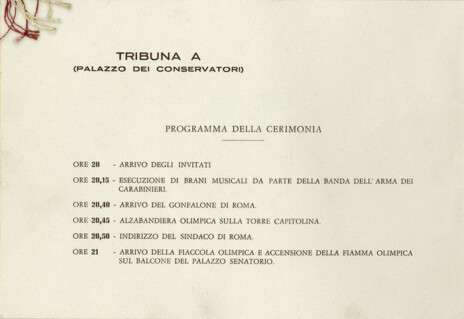 TRIBUNA A
(PALAZZO DEI CONSERVATORI)
PROGRAMMA DELLA CERIMONIA
ORE 20 - ARRIVO DEGLI INVITATI
ORE 20,15 - ESECUZIONE DI BRANI MUSICALI DA PARTE DELLA BANDA DELL'ARMA DEI
CARABINIERI.
ORE 20,40 - ARRIVO DEL GONFALONE DI ROMA.
ORE 20,45 - ALZABANDIERA OLIMPICA SULLA TORRE CAPITOLINA.
ORE 20,50 - INDIRIZZO DEL SINDACO DI ROMA.
ORE 21 - ARRIVO DELLA FIACCOLA OLIMPICA E ACCENSIONE DELLA FIAMMA OLIMPICA
SUL BALCONE DEL PALAZZO SENATORIO.